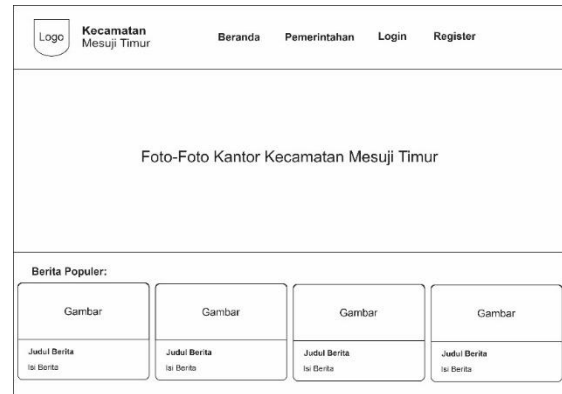 Logo
Kecamatan
Mesuji Timur
Beranda Pemerintahan Login Register
Foto-Foto Kantor Kecamatan Mesuji Timur
Berita Populer:
Gambar Gambar Gambar Gambar
Judul Berita Judul Berita Judul Berita Judul Berita
Isi Berita Isi Berita Isi Berita Isi Berita